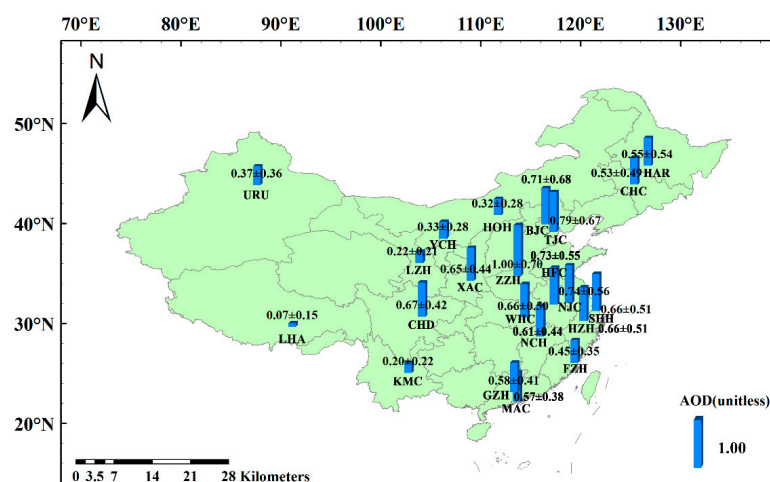 70°E 80°E 90°E 100°E 110°E 120°E 130°E
N
50°N
40°N
30°N
20°N
0.55±0.54
HAR
0.53±0.49
CHC
0.37±0.36
URU
0.71±0.68
BJC
0.32±0.28
HOH
0.79±0.67
TJC
0.33±0.28
YCH
0.22±0.21
LZH
0.65±0.44
XAC
1.00±0.70
ZZH
0.73±0.55
HFC
0.74±0.56
NJC
0.67±0.42
CHD
0.66±0.50
WHC
0.66±0.51
SHH
HZH 0.66±0.51
0.61±0.44
NCH
0.07±0.15
LHA
0.45±0.35
FZH
0.20±0.22
KMC
0.58±0.41
GZH
0.57±0.38
MAC
AOD(unitless)
1.00
0 3.5 7 14 21 28 Kilometers